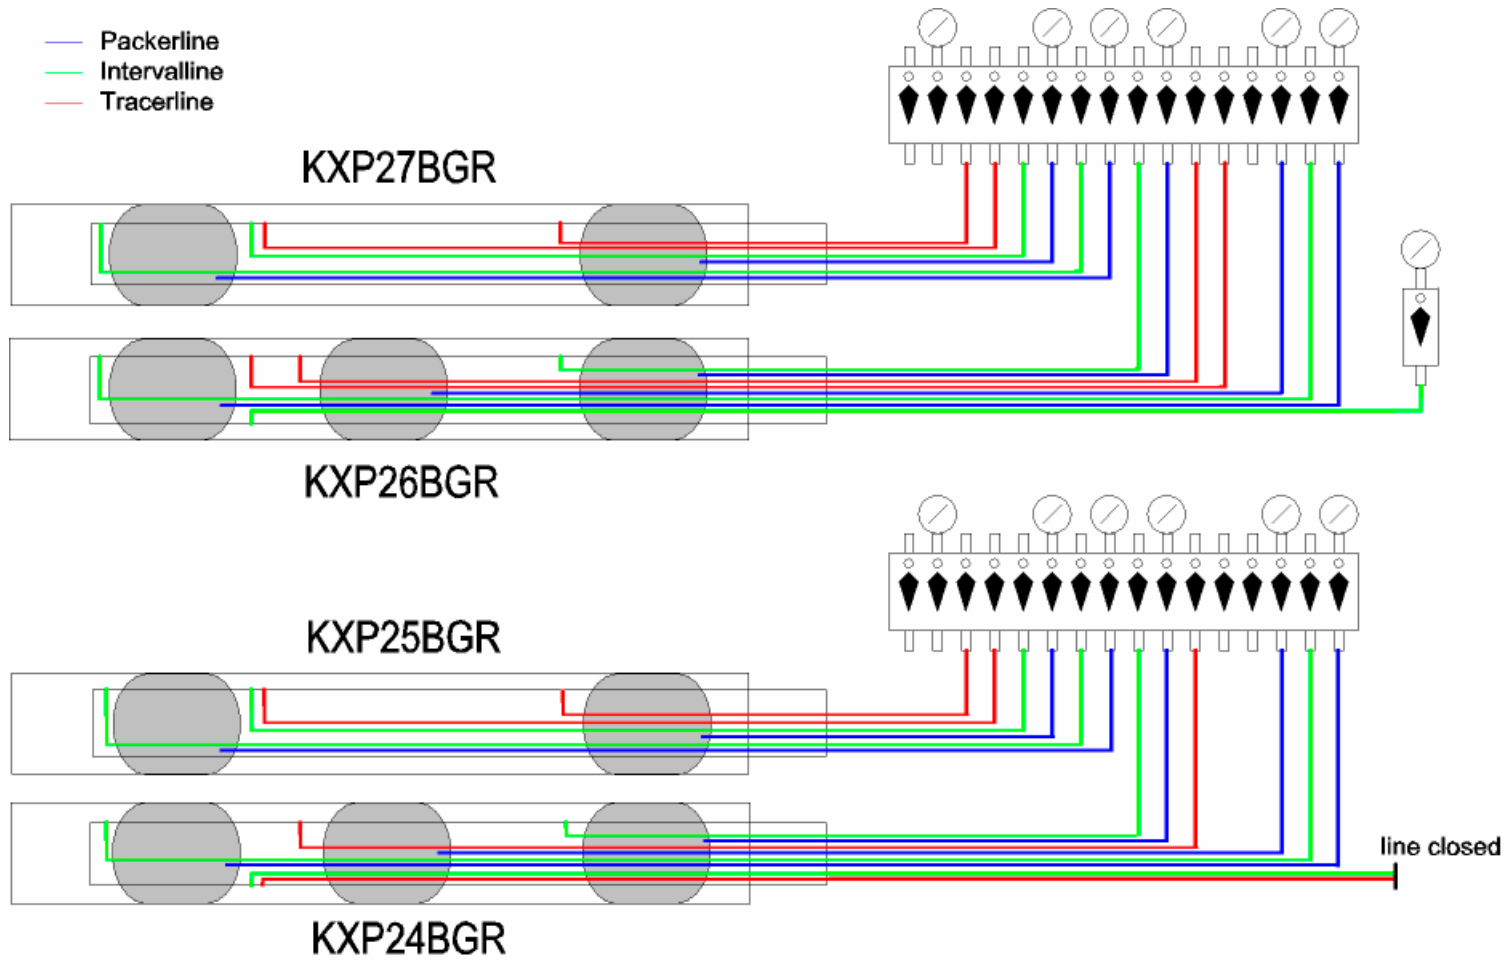 Packerline
Intervalline
Tracerline
KXP27BGR
KXP26BGR
KXP25BGR
line closed
KXP24BGR